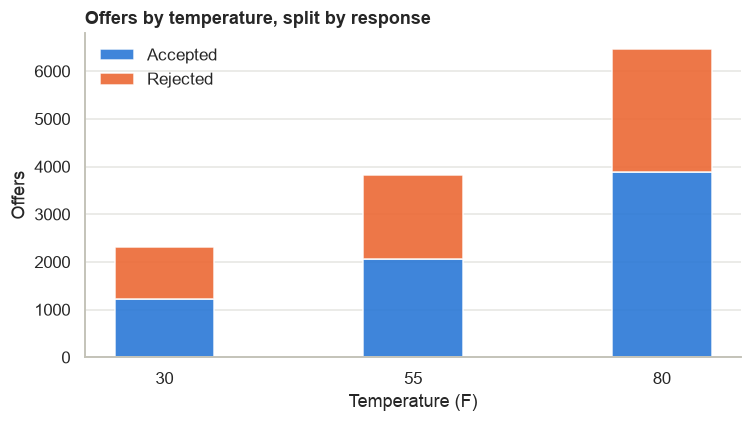 Offers by temperature, split by response
Accepted
Rejected
Offers
6000
5000
4000
3000
2000
1000
0
30 55 80
Temperature (F)